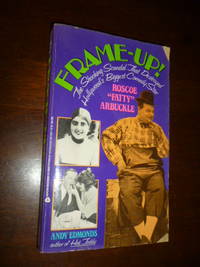 FRAME-UP!
The Shocking Scandal That Destroyed
Hollywood's Biggest Comedy Star
ROSCOE
"FATTY"
ARBUCKLE
ANDY EDMONDS
author of Hot Toddy